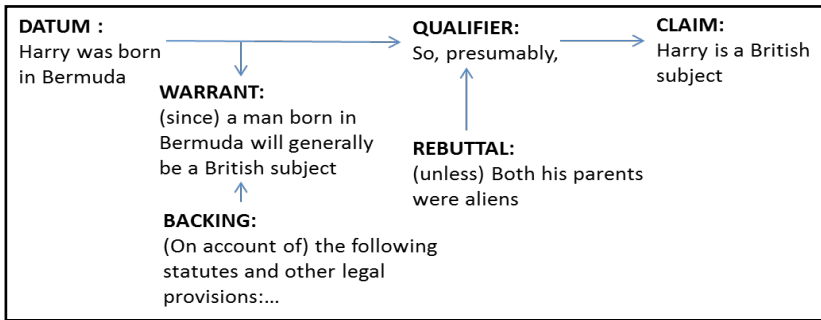 DATUM :
Harry was born
in Bermuda
QUALIFIER:
So, presumably,
CLAIM:
Harry is a British
subject
WARRANT:
(since) a man born in
Bermuda will generally
be a British subject
REBUTTAL:
(unless) Both his parents
were aliens
BACKING:
(On account of) the following
statutes and other legal
provisions:...